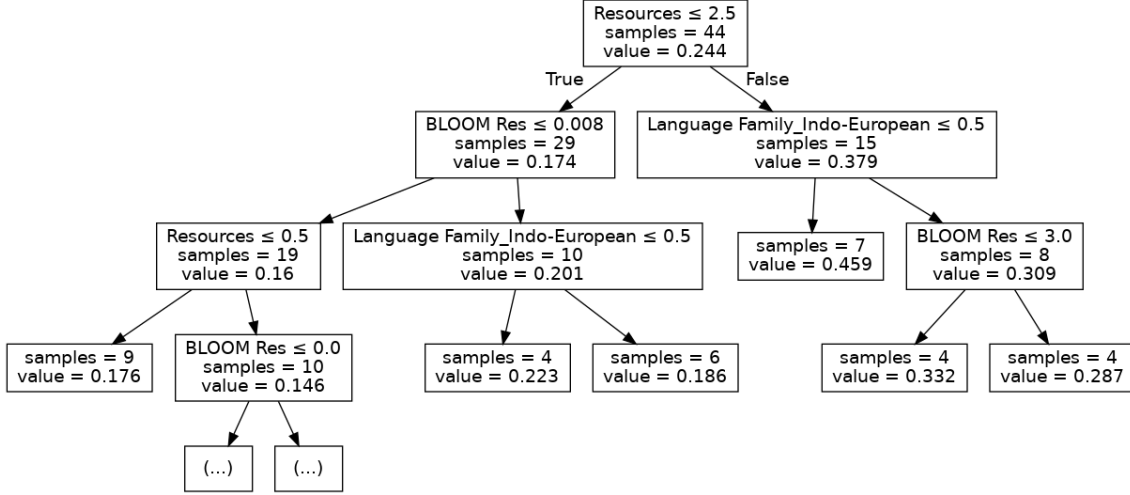 Resources ≤ 2.5
samples = 44
value = 0.244
True
False
BLOOM Res ≤ 0.008
samples = 29
value = 0.174
Language Family_Indo-European ≤ 0.5
samples = 15
value = 0.379
Resources ≤ 0.5
samples = 19
value = 0.16
Language Family_Indo-European ≤ 0.5
samples = 10
value = 0.201
samples = 7
value = 0.459
BLOOM Res ≤ 3.0
samples = 8
value = 0.309
samples = 9
value = 0.176
BLOOM Res ≤ 0.0
samples = 10
value = 0.146
samples = 4
value = 0.223
samples = 6
value = 0.186
samples = 4
value = 0.332
samples = 4
value = 0.287
(...)
(...)